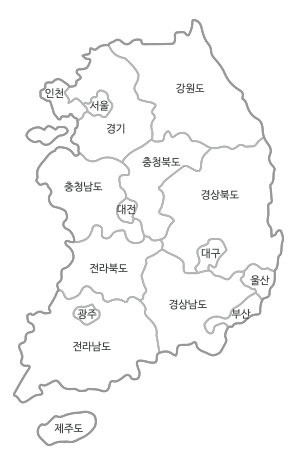 강원도
인천
서울
경기
충청북도
충청남도
경상북도
대전
대구
전라북도
울산
경상남도
광주
부산
전라남도
제주도